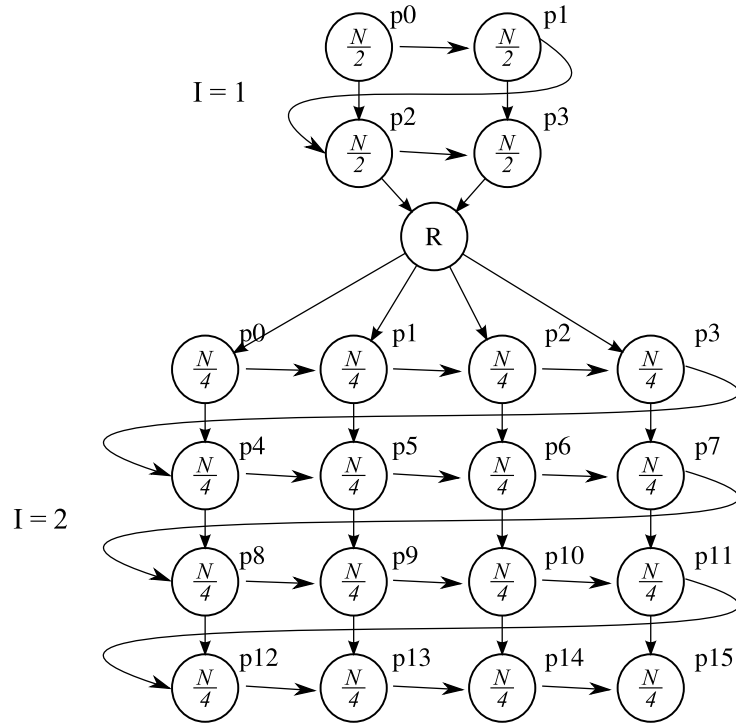 p0 p1
N/2 N/2
I = 1
p2 p3
N/2 N/2
R
p0 p1 p2 p3
N/4 N/4 N/4 N/4
p4 p5 p6 p7
N/4 N/4 N/4 N/4
I = 2
p8 p9 p10 p11
N/4 N/4 N/4 N/4
p12 p13 p14 p15
N/4 N/4 N/4 N/4